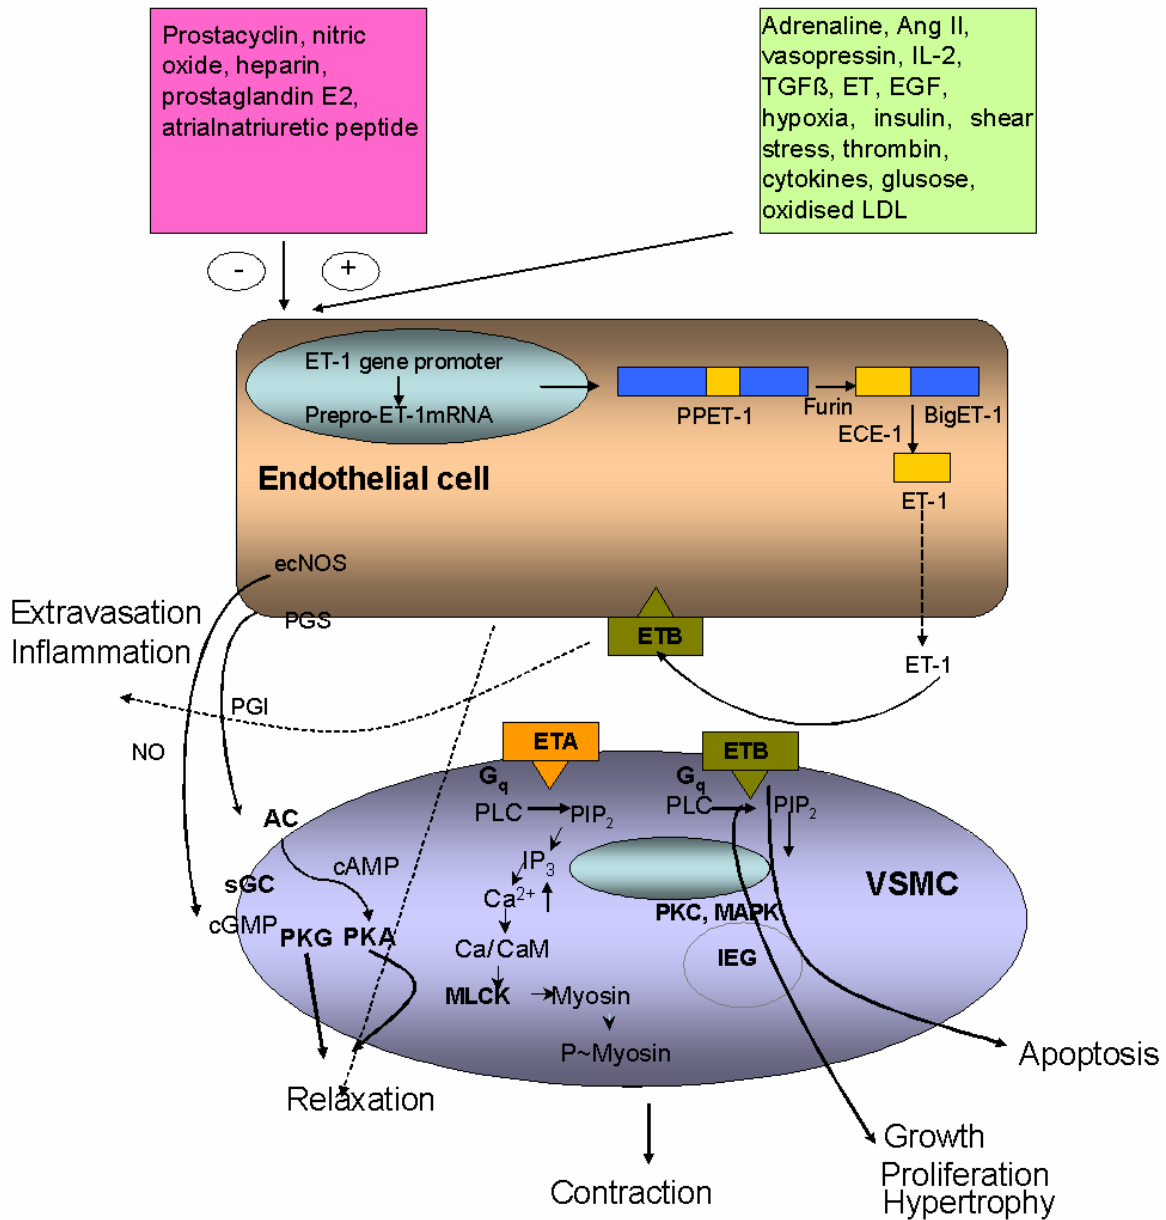 Prostacyclin, nitric
oxide, heparin,
prostaglandin E2,
atrialnatriuretic peptide
Adrenaline, Ang II,
vasopressin, IL-2,
TGFß, ET, EGF,
hypoxia, insulin, shear
stress, thrombin,
cytokines, glusose,
oxidised LDL
-
+
ET-1 gene promoter
Prepro-ET-1mRNA
PPET-1
Furin
BigET-1
ECE-1
ET-1
Endothelial cell
ecNOS
PGS
Extravasation
Inflammation
ETB
ET-1
PGI
NO
ETA
ETB
Gq
PLC
PIP2
Gq
PLC
PIP2
AC
cAMP
IP3
Ca2+
VSMC
sGC
cGMP
PKG
PKA
PKC, MAPK
Ca/CaM
IEG
MLCK
Myosin
P~Myosin
Relaxation
Apoptosis
Contraction
Growth
Proliferation
Hypertrophy